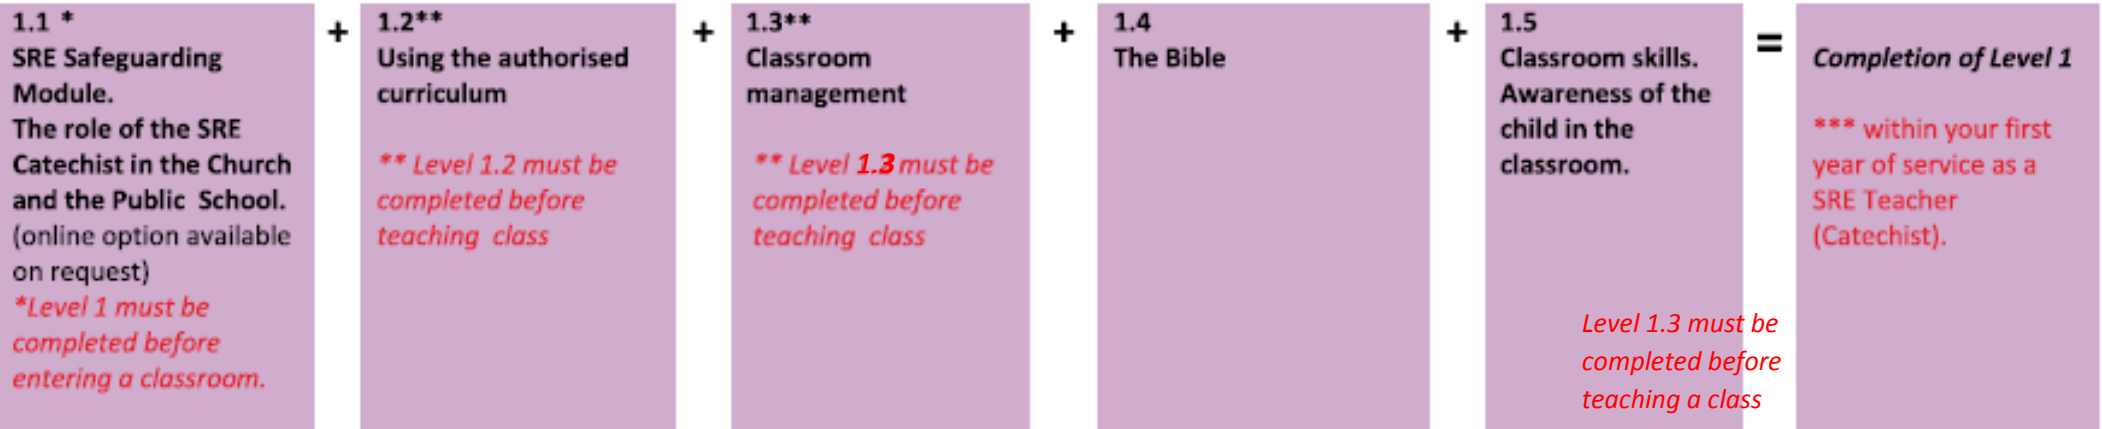 1.1 *
SRE Safeguarding
Module.
The role of the SRE
Catechist in the Church
and the Public School.
(online option available
on request)
*Level 1 must be
completed before
entering a classroom.
+
1.2**
Using the authorised
curriculum
** Level 1.2 must be
completed before
teaching class
+
1.3**
Classroom
management
** Level 1.3 must be
completed before
teaching class
+
1.4
The Bible
+
1.5
Classroom skills.
Awareness of the
child in the
classroom.
Level 1.3 must be
completed before
teaching a class
=
Completion of Level 1
*** within your first
year of service as a
SRE Teacher
(Catechist).